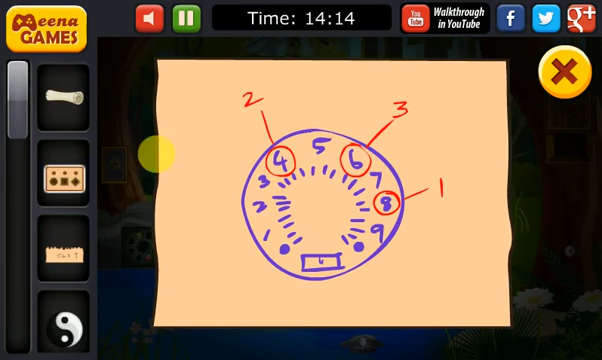 Meena
GAMES
Time: 14:14
You
Tube
Walkthrough
in YouTube
f
g+
2
3
5
4
6
3
7
2
8
1
1
9